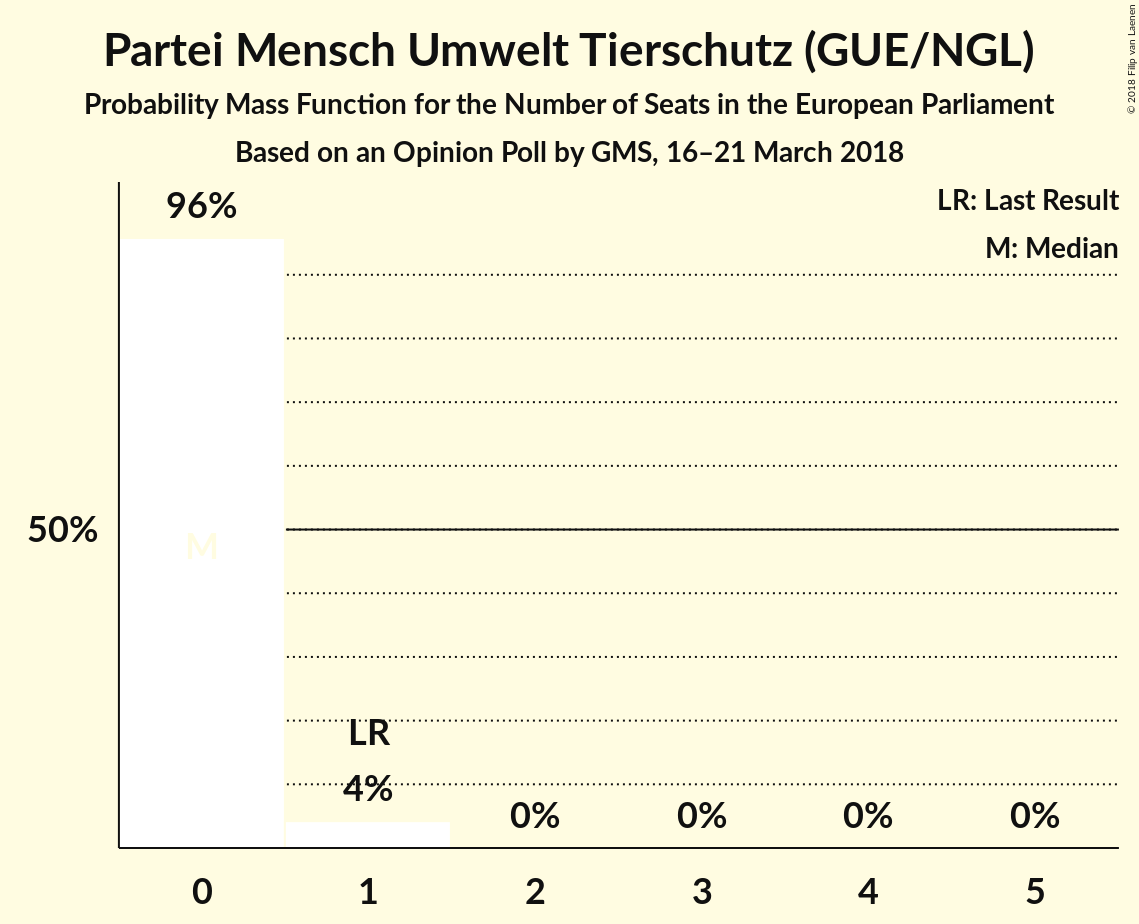 Partei Mensch Umwelt Tierschutz (GUE/NGL)
Probability Mass Function for the Number of Seats in the European Parliament
Based on an Opinion Poll by GMS, 16–21 March 2018
© 2018 Filip van Laenen
LR: Last Result
M: Median
96%
50%
M
LR
4%
0% 0% 0% 0%
0 1 2 3 4 5